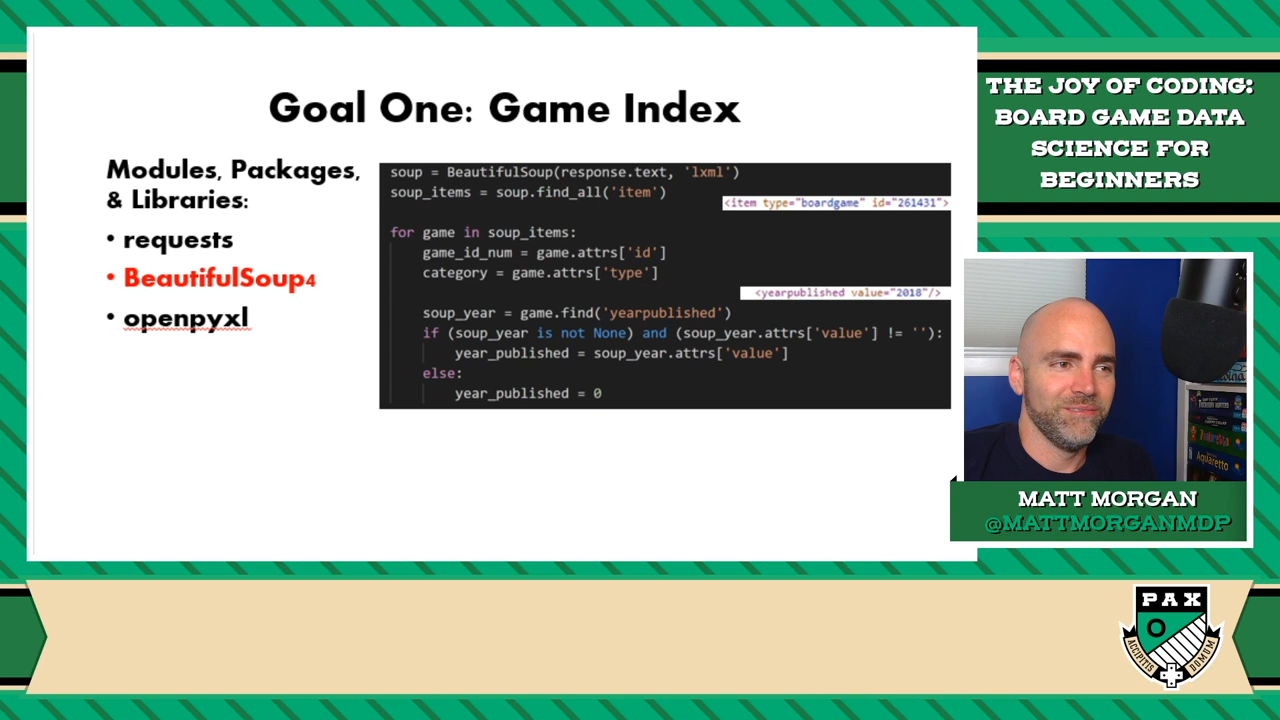 Goal One: Game Index
Modules, Packages,
& Libraries:
• requests
• BeautifulSoup4
• openpyxl
soup = BeautifulSoup(response.text, 'lxml')
soup_items = soup.find_all('item')
<item type="boardgame" id="261431">
for game in soup_items:
game_id_num = game.attrs['id']
category = game.attrs['type']
<yearpublished value="2018"/>
soup_year = game.find('yearpublished')
if (soup_year is not None) and (soup_year.attrs['value'] != ''):
year_published = soup_year.attrs['value']
else:
year_published = 0
THE JOY OF CODING:
BOARD GAME DATA
SCIENCE FOR
BEGINNERS
Aquaretto
MATT MORGAN
@MATTMORGANMDP
PAX
ACCIPITIS
DOMUM